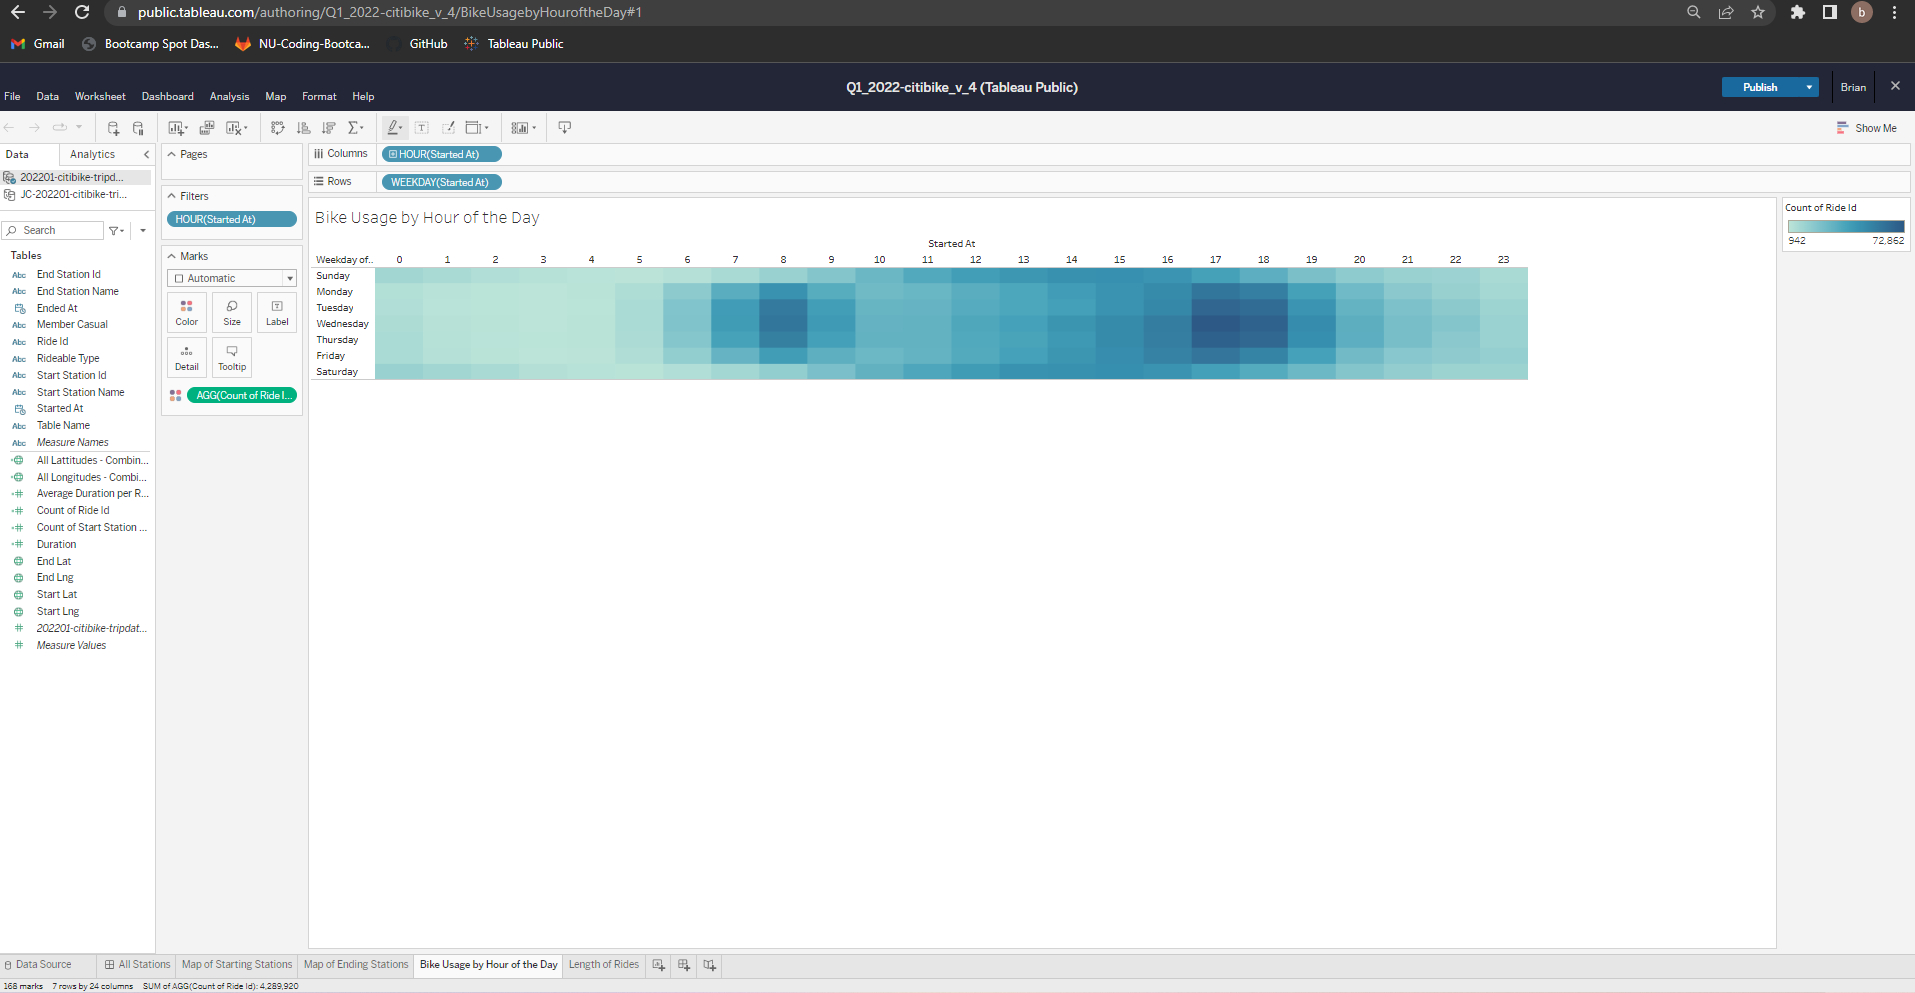 public.tableau.com/authoring/Q1_2022-citibike_v_4/BikeUsagebyHouroftheDay#1
b
Gmail Bootcamp Spot Das... NU-Coding-Bootca... GitHub Tableau Public
Q1_2022-citibike_v_4 (Tableau Public)
Publish Brian
File Data Worksheet Dashboard Analysis Map Format Help
Show Me
Data Analytics
202201-citibike-tripd...
JC-202201-citibike-tri...
Search
Tables
Abc End Station Id
Abc End Station Name
Ended At
Abc Member Casual
Abc Ride Id
Abc Rideable Type
Abc Start Station Id
Abc Start Station Name
Started At
Abc Table Name
Abc Measure Names
All Lattitudes - Combin...
All Longitudes - Combi...
Average Duration per R...
Count of Ride Id
Count of Start Station ...
Duration
End Lat
End Lng
Start Lat
Start Lng
202201-citibike-tripdat...
Measure Values
Pages
Filters
HOUR(Started At)
Marks
Automatic
Color Size Label
Detail Tooltip
AGG(Count of Ride I...
Columns HOUR(Started At)
Rows WEEKDAY(Started At)
Bike Usage by Hour of the Day
Started At
Weekday of.. 0 1 2 3 4 5 6 7 8 9 10 11 12 13 14 15 16 17 18 19 20 21 22 23
Sunday
Monday
Tuesday
Wednesday
Thursday
Friday
Saturday
Count of Ride Id
942 72,862
Data Source All Stations Map of Starting Stations Map of Ending Stations Bike Usage by Hour of the Day Length of Rides
168 marks 7 rows by 24 columns SUM of AGG(Count of Ride Id): 4,289,920